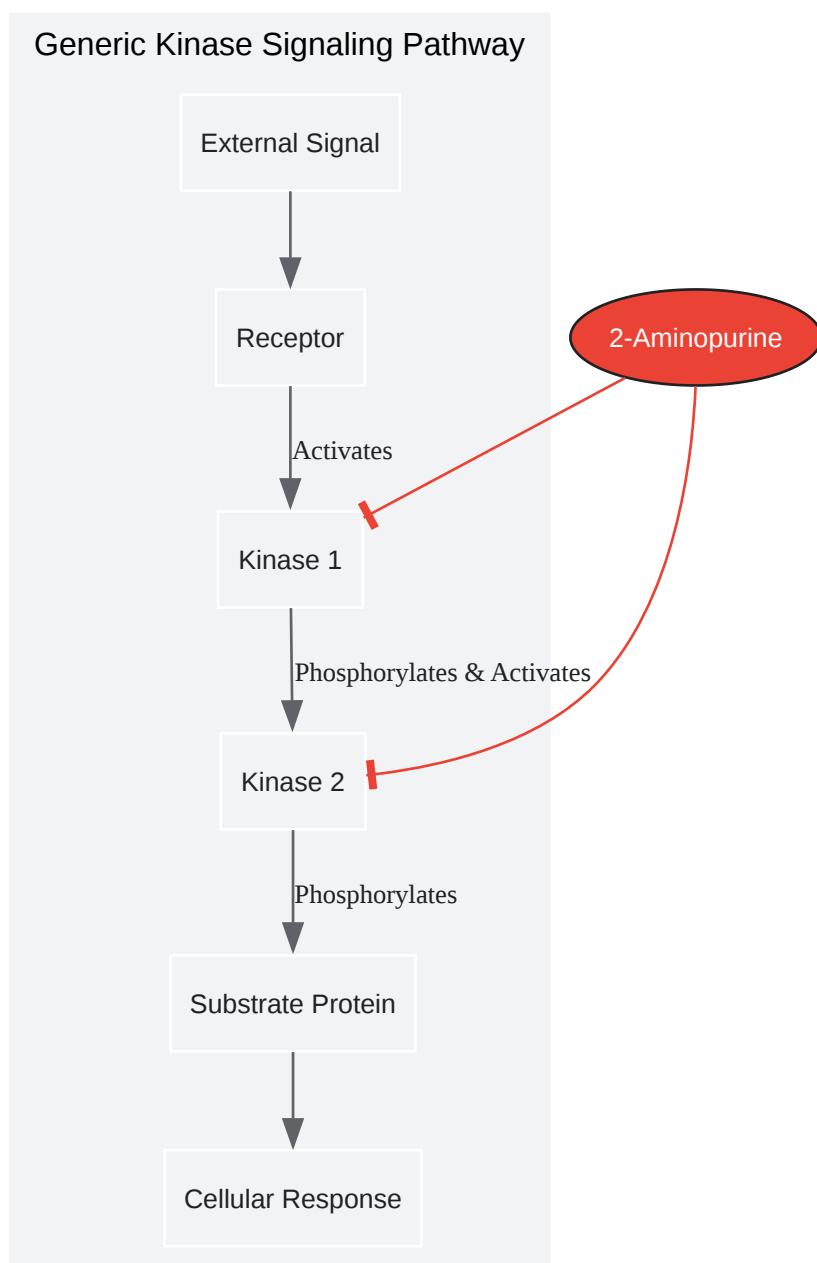 Generic Kinase Signaling Pathway
External Signal
Receptor
2-Aminopurine
Activates
Kinase 1
Phosphorylates & Activates
Kinase 2
Phosphorylates
Substrate Protein
Cellular Response